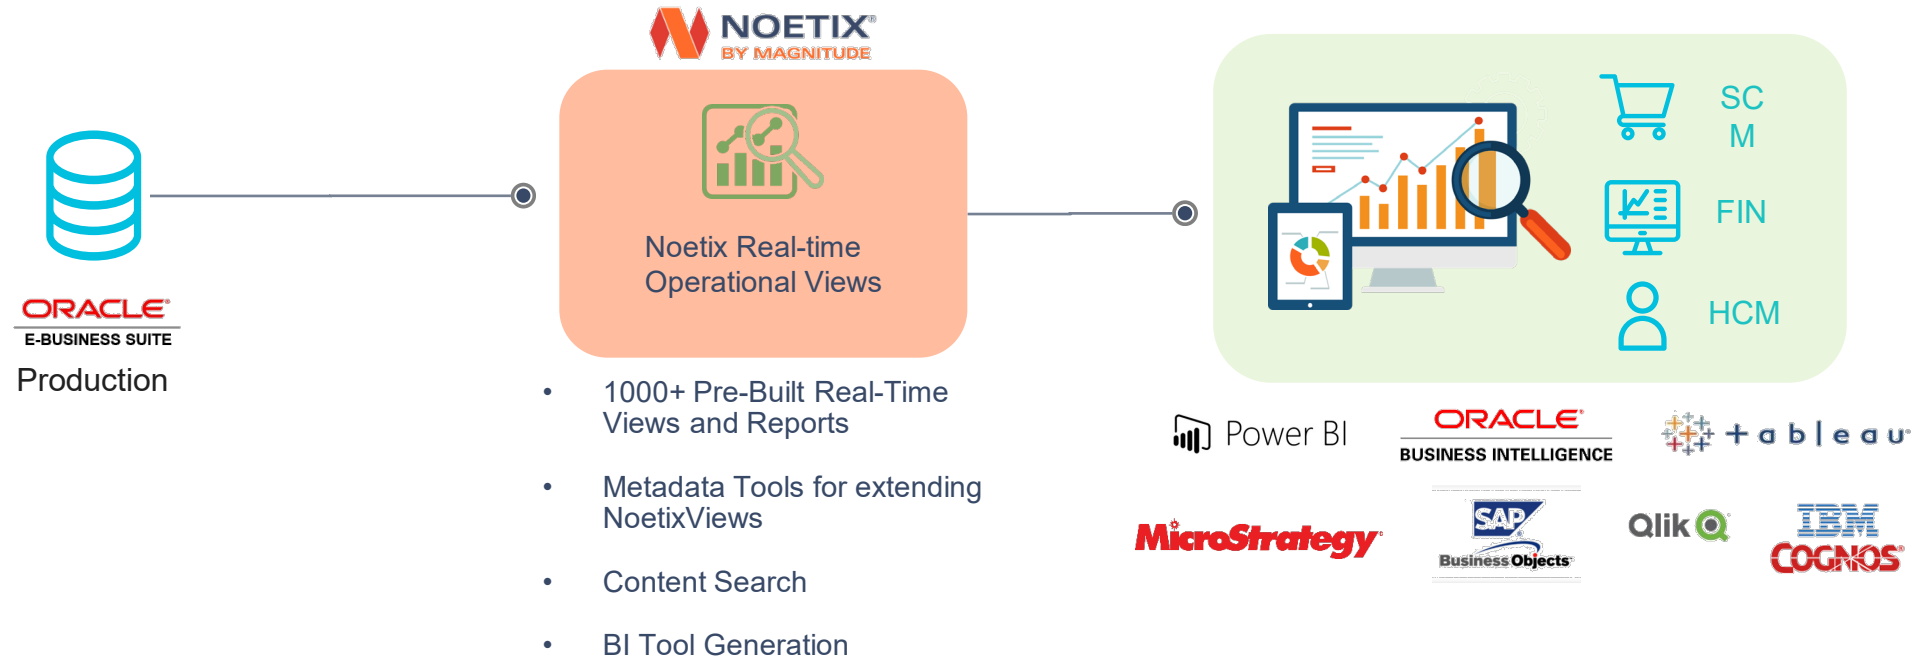 NOETIX®
BY MAGNITUDE
ORACLE®
E-BUSINESS SUITE
Production
Noetix Real-time
Operational Views
• 1000+ Pre-Built Real-Time
Views and Reports
• Metadata Tools for extending
NoetixViews
• Content Search
• BI Tool Generation
SC
M
FIN
HCM
Power BI
ORACLE®
BUSINESS INTELLIGENCE
+ a b l e a u®
MicroStrategy®
SAP
Business Objects
Qlik
IBM
COGNOS®